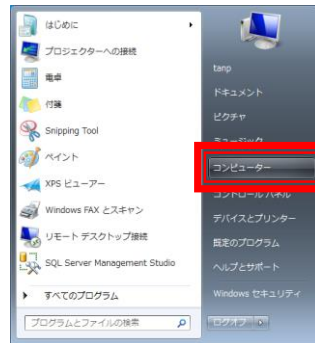 はじめに
プロジェクターへの接続
電卓
付箋
Snipping Tool
ペイント
XPS ビューアー
Windows FAX とスキャン
リモート デスクトップ接続
SQL Server Management Studio
すべてのプログラム
プログラムとファイルの検索
tanp
ドキュメント
ピクチャ
ミュージック
コンピューター
コントロール パネル
デバイスとプリンター
既定のプログラム
ヘルプとサポート
Windows セキュリティ
ログオフ